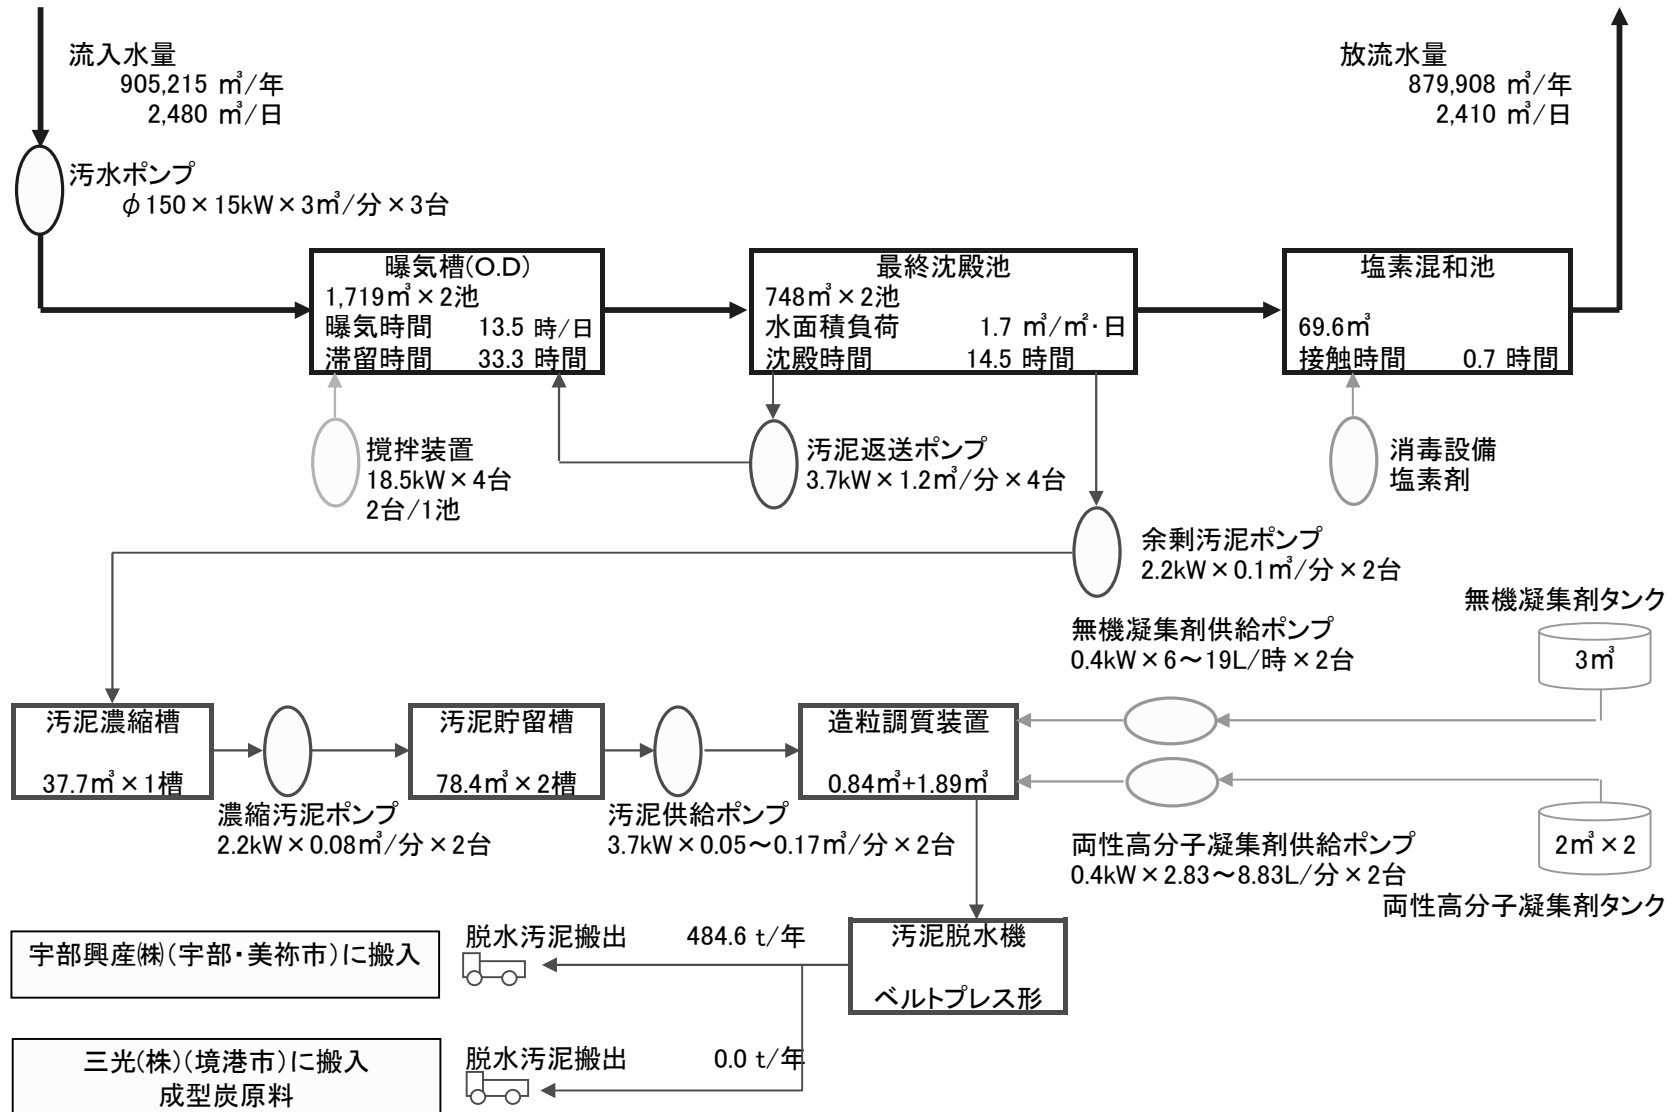 流入水量
905,215 ㎥/年
2,480 ㎥/日
放流水量
879,908 ㎥/年
2,410 ㎥/日
汚水ポンプ
φ150×15kW×3㎥/分×3台
曝気槽(O.D)
1,719㎥×2池
曝気時間 13.5 時/日
滞留時間 33.3 時間
最終沈殿池
748㎥×2池
水面積負荷 1.7 ㎥/㎡・日
沈殿時間 14.5 時間
塩素混和池
69.6㎥
接触時間 0.7 時間
撹拌装置
18.5kW×4台
2台/1池
汚泥返送ポンプ
3.7kW×1.2㎥/分×4台
消毒設備
塩素剤
余剰汚泥ポンプ
2.2kW×0.1㎥/分×2台
無機凝集剤タンク
3㎥
無機凝集剤供給ポンプ
0.4kW×6～19L/時×2台
汚泥濃縮槽
37.7㎥×1槽
汚泥貯留槽
78.4㎥×2槽
造粒調質装置
0.84㎥+1.89㎥
濃縮汚泥ポンプ
2.2kW×0.08㎥/分×2台
汚泥供給ポンプ
3.7kW×0.05～0.17㎥/分×2台
両性高分子凝集剤供給ポンプ
0.4kW×2.83～8.83L/分×2台
2㎥×2
両性高分子凝集剤タンク
宇部興産㈱(宇部・美祢市)に搬入
脱水汚泥搬出 484.6 t/年
汚泥脱水機
ベルトプレス形
三光(株)(境港市)に搬入
成型炭原料
脱水汚泥搬出 0.0 t/年